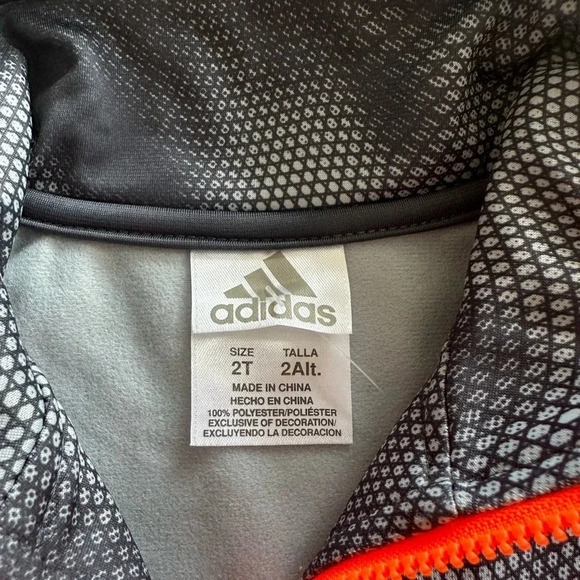 adidas
SIZE TALLA
2T 2Alt.
MADE IN CHINA
HECHO EN CHINA
100% POLYESTER/POLIÉSTER
EXCLUSIVE OF DECORATION/
EXCLUYENDO LA DECORACION